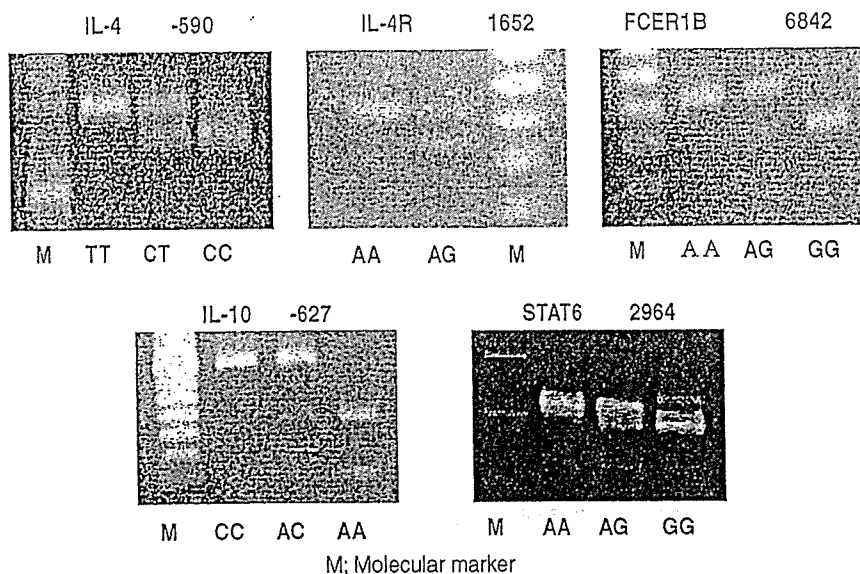 IL-4 -590
M TT CT CC
IL-4R 1652
AA AG M
FCER1B 6842
M AA AG GG
IL-10 -627
M CC AC AA
STAT6 2964
M AA AG GG
M; Molecular marker